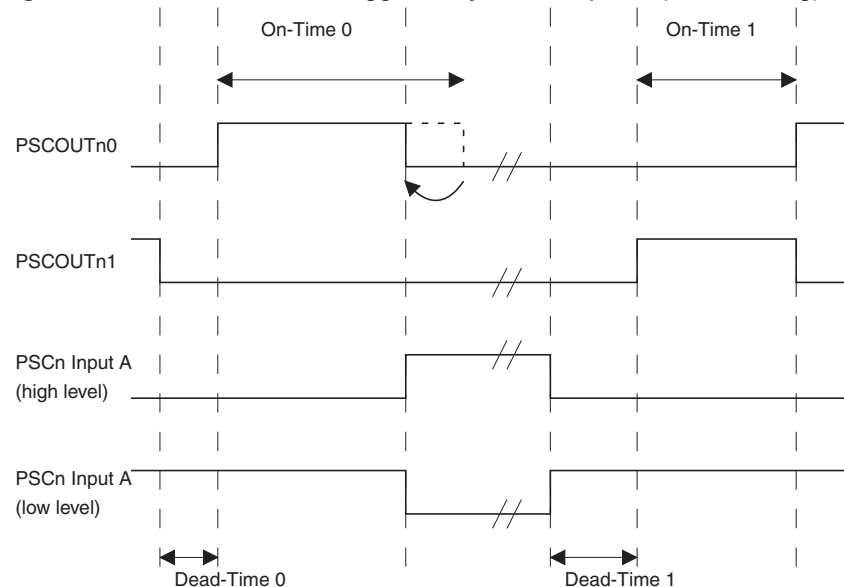 On-Time 0
On-Time 1
PSCOUTn0
PSCOUTn1
PSCn Input A
(high level)
PSCn Input A
(low level)
Dead-Time 0
Dead-Time 1